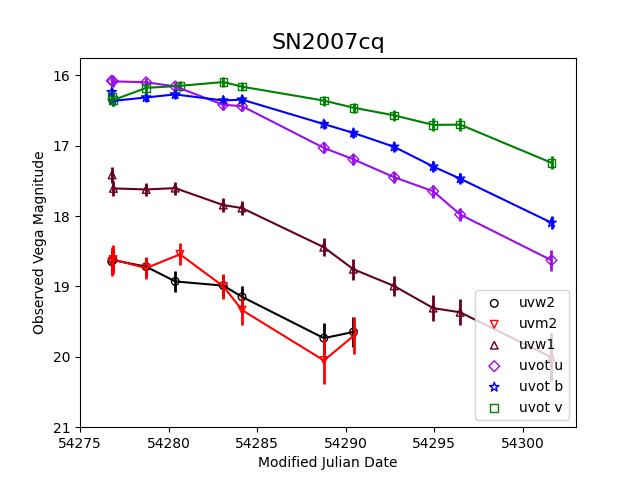 SN2007cq
16
17
18
19
20
21
Observed Vega Magnitude
54275
54280
54285
54290
54295
54300
Modified Julian Date
uvw2
uvm2
uvw1
uvot u
uvot b
uvot v